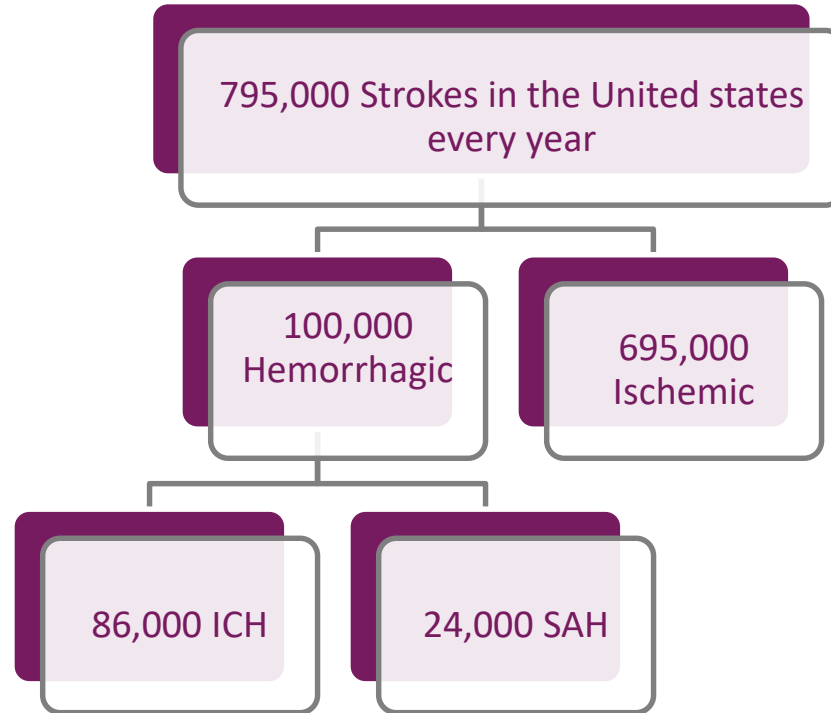 795,000 Strokes in the United states
every year
100,000
Hemorrhagic
695,000
Ischemic
86,000 ICH
24,000 SAH